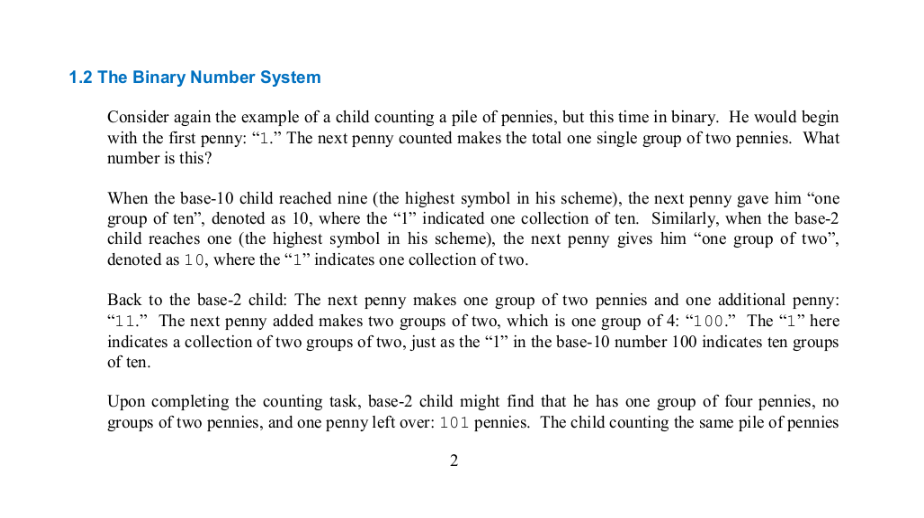 1.2 The Binary Number System
Consider again the example of a child counting a pile of pennies, but this time in binary. He would begin
with the first penny: “1.” The next penny counted makes the total one single group of two pennies. What
number is this?
When the base-10 child reached nine (the highest symbol in his scheme), the next penny gave him “one
group of ten”, denoted as 10, where the “1” indicated one collection of ten. Similarly, when the base-2
child reaches one (the highest symbol in his scheme), the next penny gives him “one group of two”,
denoted as 10, where the “1” indicates one collection of two.
Back to the base-2 child: The next penny makes one group of two pennies and one additional penny:
“11.” The next penny added makes two groups of two, which is one group of 4: “100.” The “1” here
indicates a collection of two groups of two, just as the “1” in the base-10 number 100 indicates ten groups
of ten.
Upon completing the counting task, base-2 child might find that he has one group of four pennies, no
groups of two pennies, and one penny left over: 101 pennies. The child counting the same pile of pennies
2